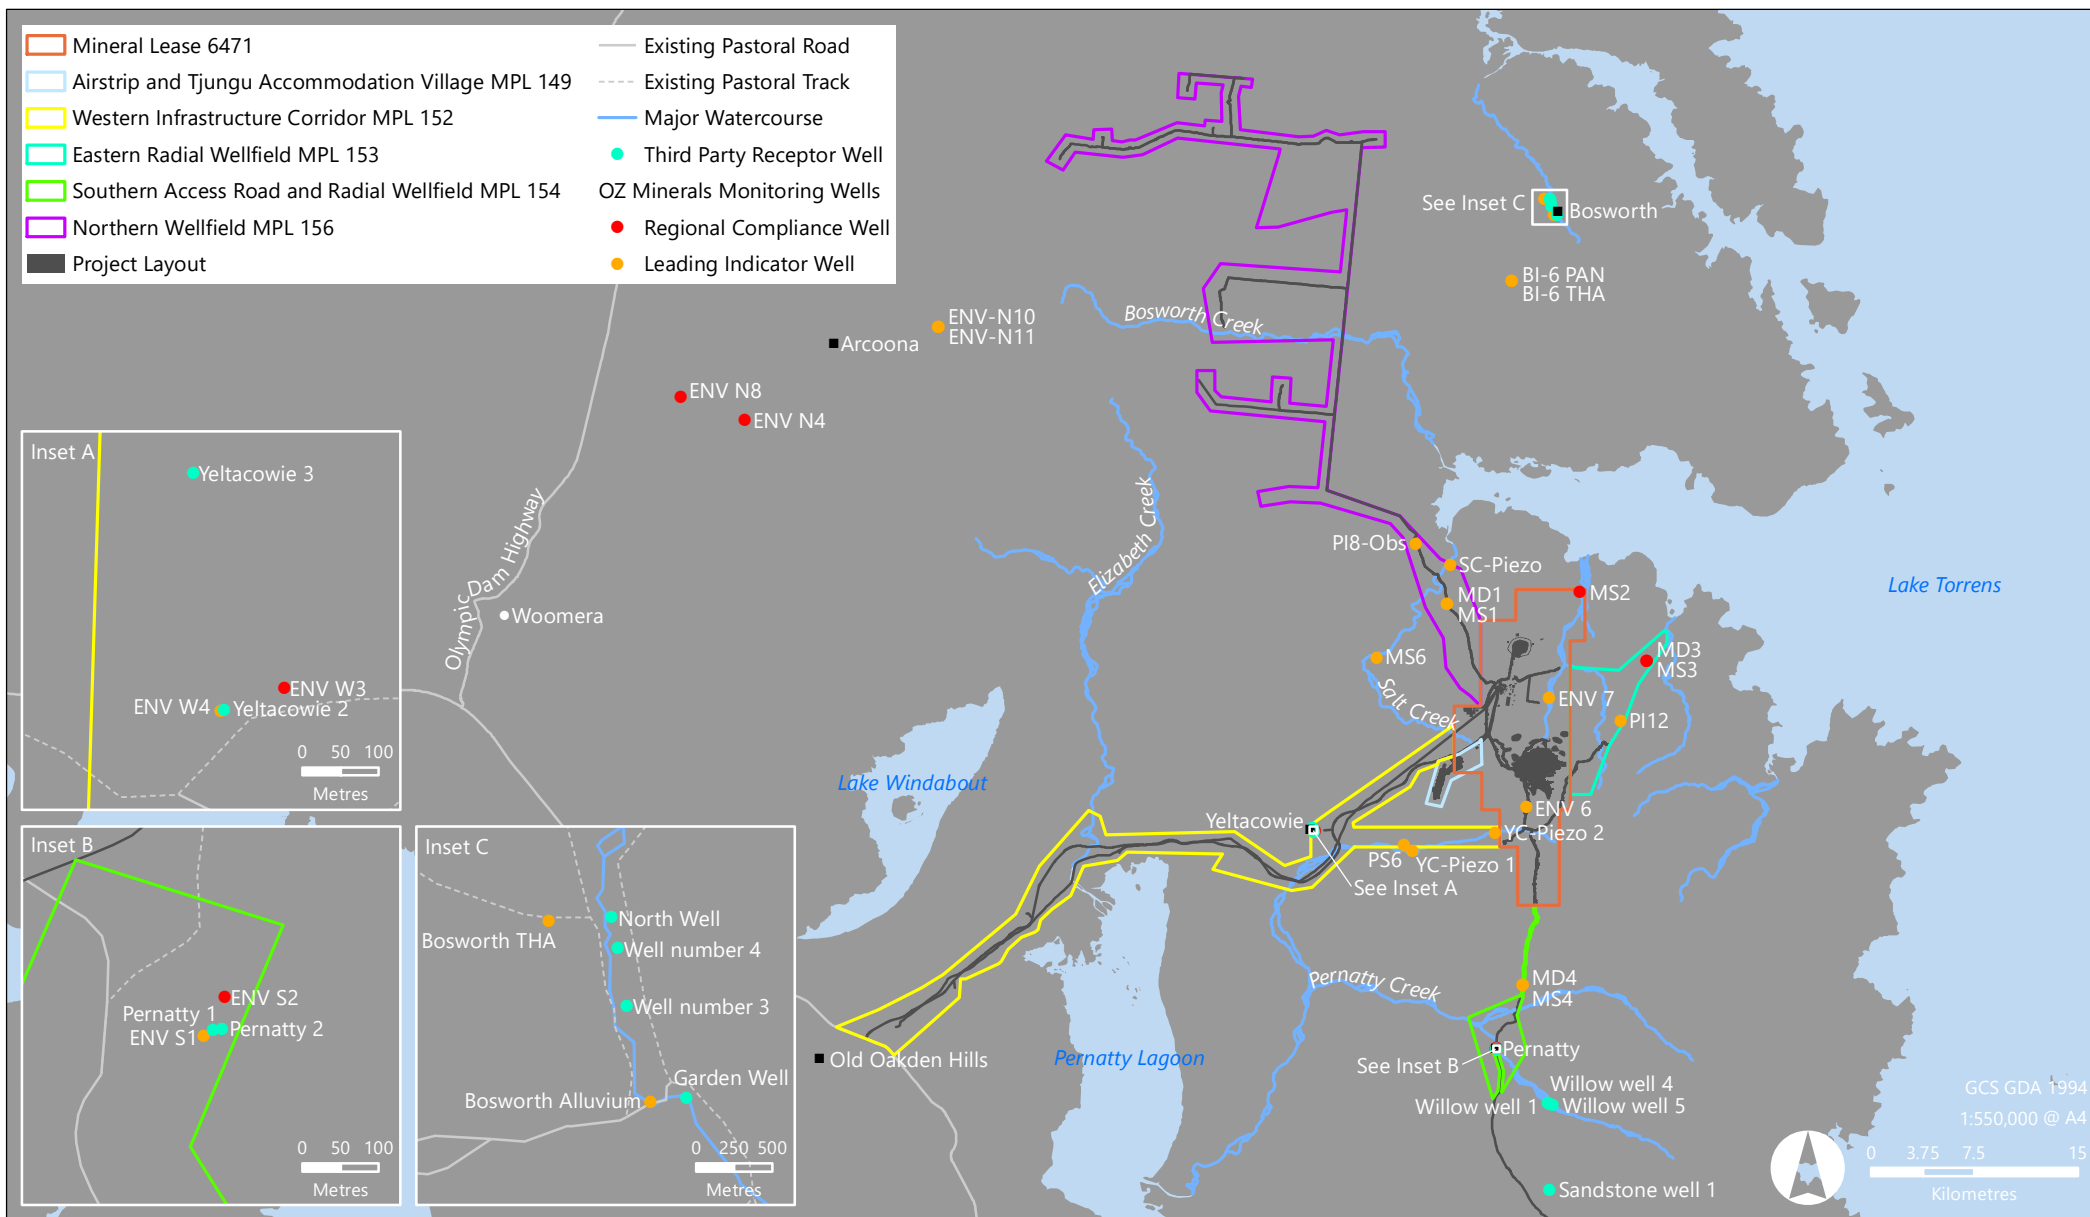 Mineral Lease 6471
Airstrip and Tjungu Accommodation Village MPL 149
Western Infrastructure Corridor MPL 152
Eastern Radial Wellfield MPL 153
Southern Access Road and Radial Wellfield MPL 154
Northern Wellfield MPL 156
Project Layout
Existing Pastoral Road
Existing Pastoral Track
Major Watercourse
Third Party Receptor Well
OZ Minerals Monitoring Wells
Regional Compliance Well
Leading Indicator Well
See Inset C
Bosworth
BI-6 PAN
BI-6 THA
Bosworth Creek
ENV-N10
ENV-N11
Arcoona
ENV N8
ENV N4
Olympic Dam Highway
Woomera
Elizabeth Creek
PI8-Obs
SC-Piezo
MD1
MS1
MS2
Lake Torrens
MS6
MD3
MS3
Salt Creek
ENV 7
PI12
Lake Windabout
ENV 6
Yeltacowie
YC-Piezo 2
PS6
YC-Piezo 1
See Inset A
Pernatty Creek
MD4
MS4
Pernatty
See Inset B
Old Oakden Hills
Pernatty Lagoon
Willow well 4
Willow well 1
Willow well 5
Sandstone well 1
GCS GDA 1994
1:550,000 @ A4
0 3.75 7.5 15
Kilometres
Inset A
Yeltacowie 3
ENV W3
ENV W4
Yeltacowie 2
0 50 100
Metres
Inset B
ENV S2
Pernatty 1
Pernatty 2
ENV S1
0 50 100
Metres
Inset C
North Well
Bosworth THA
Well number 4
Well number 3
Garden Well
Bosworth Alluvium
0 250 500
Metres